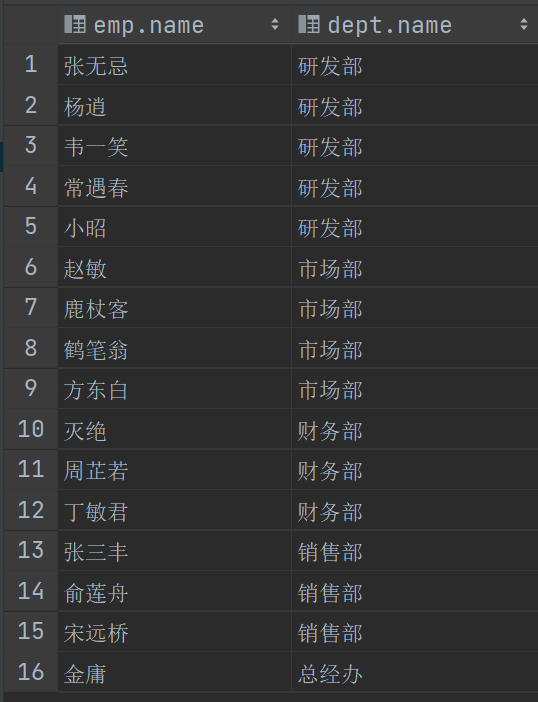 emp.name dept.name
1 张无忌 研发部
2 杨逍 研发部
3 韦一笑 研发部
4 常遇春 研发部
5 小昭 研发部
6 赵敏 市场部
7 鹿杖客 市场部
8 鹤笔翁 市场部
9 方东白 市场部
10 灭绝 财务部
11 周芷若 财务部
12 丁敏君 财务部
13 张三丰 销售部
14 俞莲舟 销售部
15 宋远桥 销售部
16 金庸 总经办